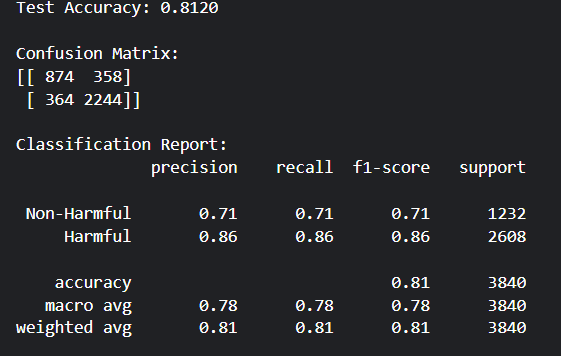 Test Accuracy: 0.8120
Confusion Matrix:
[[ 874  358]
 [ 364 2244]]
Classification Report:
              precision    recall  f1-score   support
 Non-Harmful       0.71      0.71      0.71      1232
     Harmful       0.86      0.86      0.86      2608
    accuracy                           0.81      3840
   macro avg       0.78      0.78      0.78      3840
weighted avg       0.81      0.81      0.81      3840